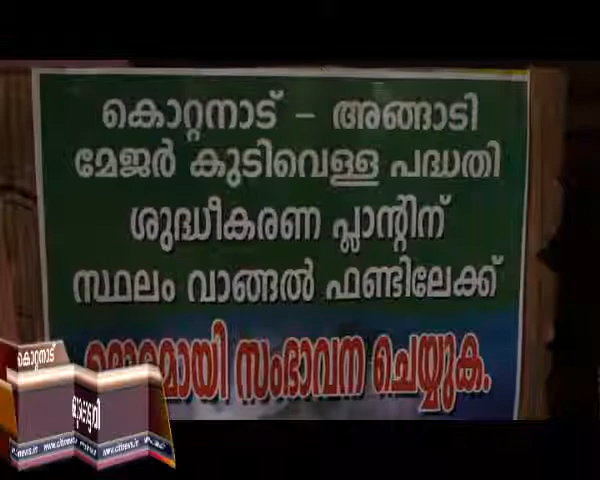 കൊറ്റനാട് – അങ്ങാടി
മേജർ കുടിവെള്ള പദ്ധതി
ശുദ്ധീകരണ പ്ലാന്റിന്
സ്ഥലം വാങ്ങൽ ഫണ്ടിലേക്ക്
സംഭാവന ചെയ്യുക.
കൊറ്റനാട്